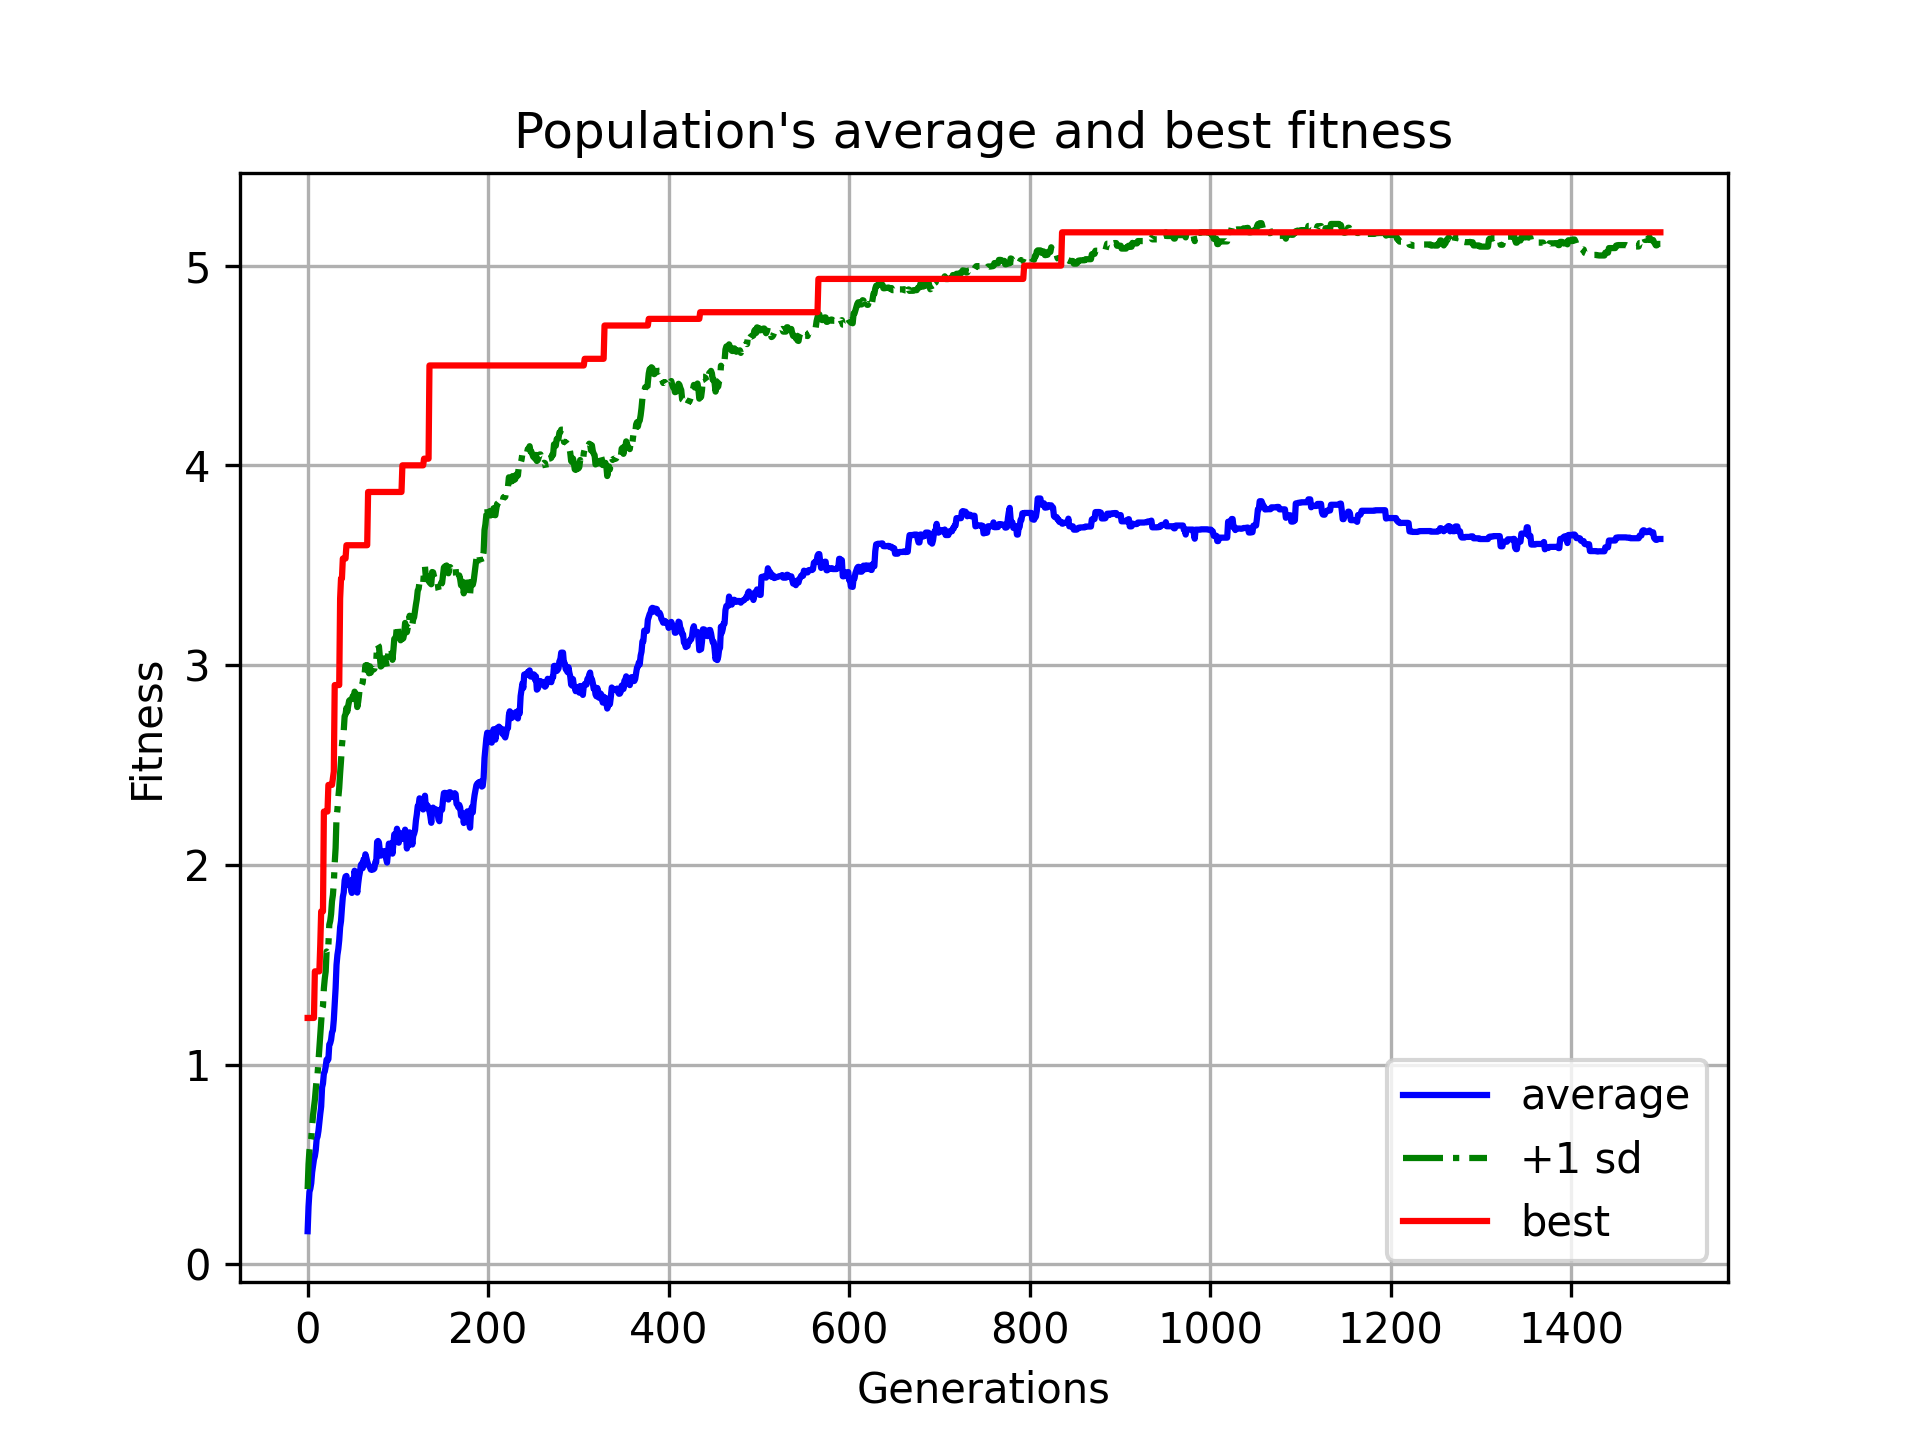 Population's average and best fitness
Fitness
5
4
3
2
1
0
0 200 400 600 800 1000 1200 1400
Generations
average
+1 sd
best